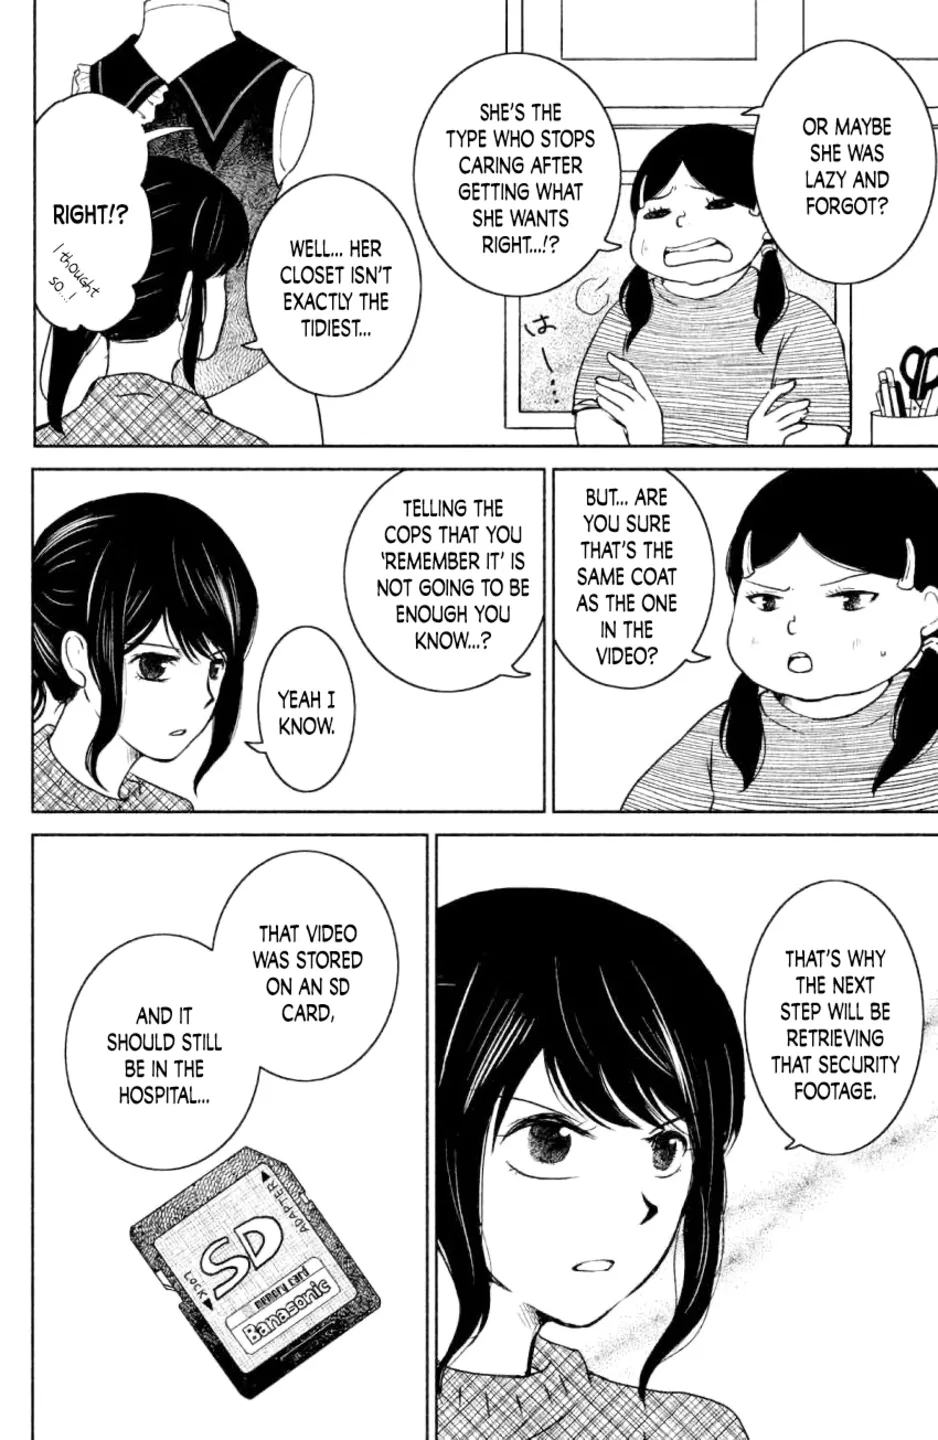 OR MAYBE
SHE WAS
LAZY AND
FORGOT?
SHE'S THE
TYPE WHO STOPS
CARING AFTER
GETTING WHAT
SHE WANTS
RIGHT...!?
はー...
WELL... HER
CLOSET ISN'T
EXACTLY THE
TIDIEST...
RIGHT!?
I thought
so...!
BUT... ARE
YOU SURE
THAT'S THE
SAME COAT
AS THE ONE
IN THE
VIDEO?
TELLING THE
COPS THAT YOU
'REMEMBER IT' IS
NOT GOING TO BE
ENOUGH YOU
KNOW...?
YEAH I
KNOW.
THAT'S WHY
THE NEXT
STEP WILL BE
RETRIEVING
THAT SECURITY
FOOTAGE.
THAT VIDEO
WAS STORED
ON AN SD
CARD,
AND IT
SHOULD STILL
BE IN THE
HOSPITAL...
ADAPTER
SD
LOCK
MEMORY CARD
Banasonic